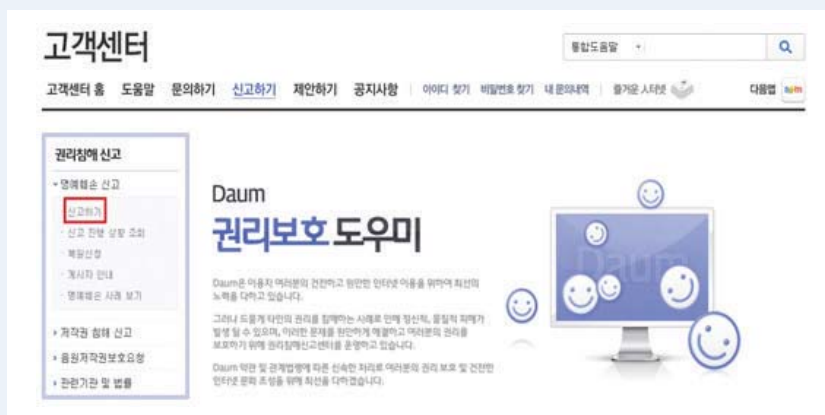 고객센터
통합도움말
고객센터 홈 도움말 문의하기 신고하기 제안하기 공지사항 아이디 찾기 비밀번호 찾기 내 문의내역 즐거운 人터넷 다음앱
권리침해 신고
명예훼손 신고
신고하기
신고 진행 상황 조회
복원신청
게시자 안내
명예훼손 사례 보기
저작권 침해 신고
음원저작권보호요청
관련기관 및 법률
Daum
권리보호 도우미
Daum은 이용자 여러분의 건전하고 원만한 인터넷 이용을 위하여 최선의
노력을 다하고 있습니다.
그러나 드물게 타인의 권리를 침해하는 사례로 인해 정신적, 물질적 피해가
발생 될 수 있으며, 이러한 문제를 원만하게 해결하고 여러분의 권리를
보호하기 위해 권리침해신고센터를 운영하고 있습니다.
Daum 약관 및 관계법령에 따른 신속한 처리로 여러분의 권리 보호 및 건전한
인터넷 문화 조성을 위해 최선을 다하겠습니다.
Daum